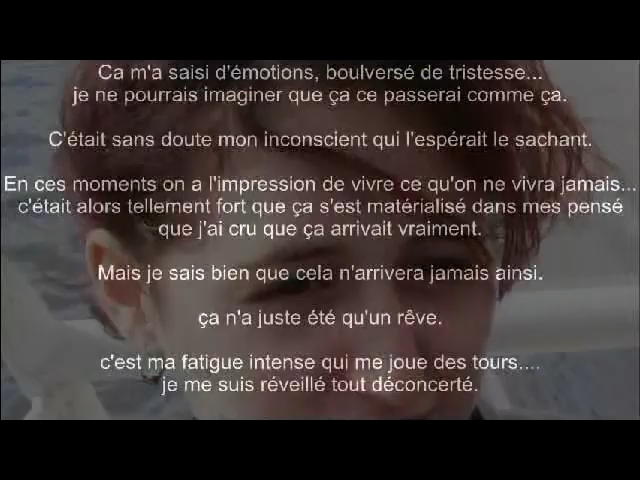 Ca m'a saisi d'émotions, boulversé de tristesse...
je ne pourrais imaginer que ça ce passerai comme ça.
C'était sans doute mon inconscient qui l'espérait le sachant.
En ces moments on a l'impression de vivre ce qu'on ne vivra jamais...
c'était alors tellement fort que ça s'est matérialisé dans mes pensé
que j'ai cru que ça arrivait vraiment.
Mais je sais bien que cela n'arrivera jamais ainsi.
ça n'a juste été qu'un rêve.
c'est ma fatigue intense qui me joue des tours....
je me suis réveillé tout déconcerté.